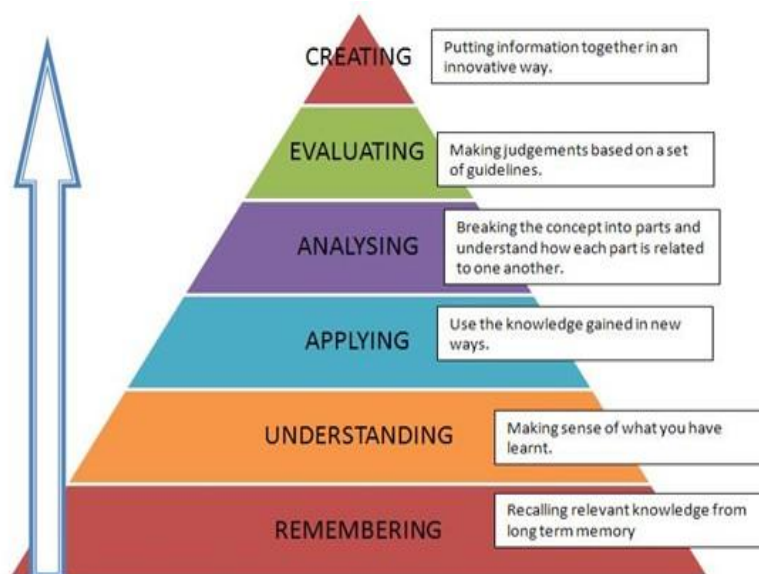 CREATING
Putting information together in an
innovative way.
EVALUATING
Making judgements based on a set
of guidelines.
ANALYSING
Breaking the concept into parts and
understand how each part is related
to one another.
APPLYING
Use the knowledge gained in new
ways.
UNDERSTANDING
Making sense of what you have
learnt.
REMEMBERING
Recalling relevant knowledge from
long term memory